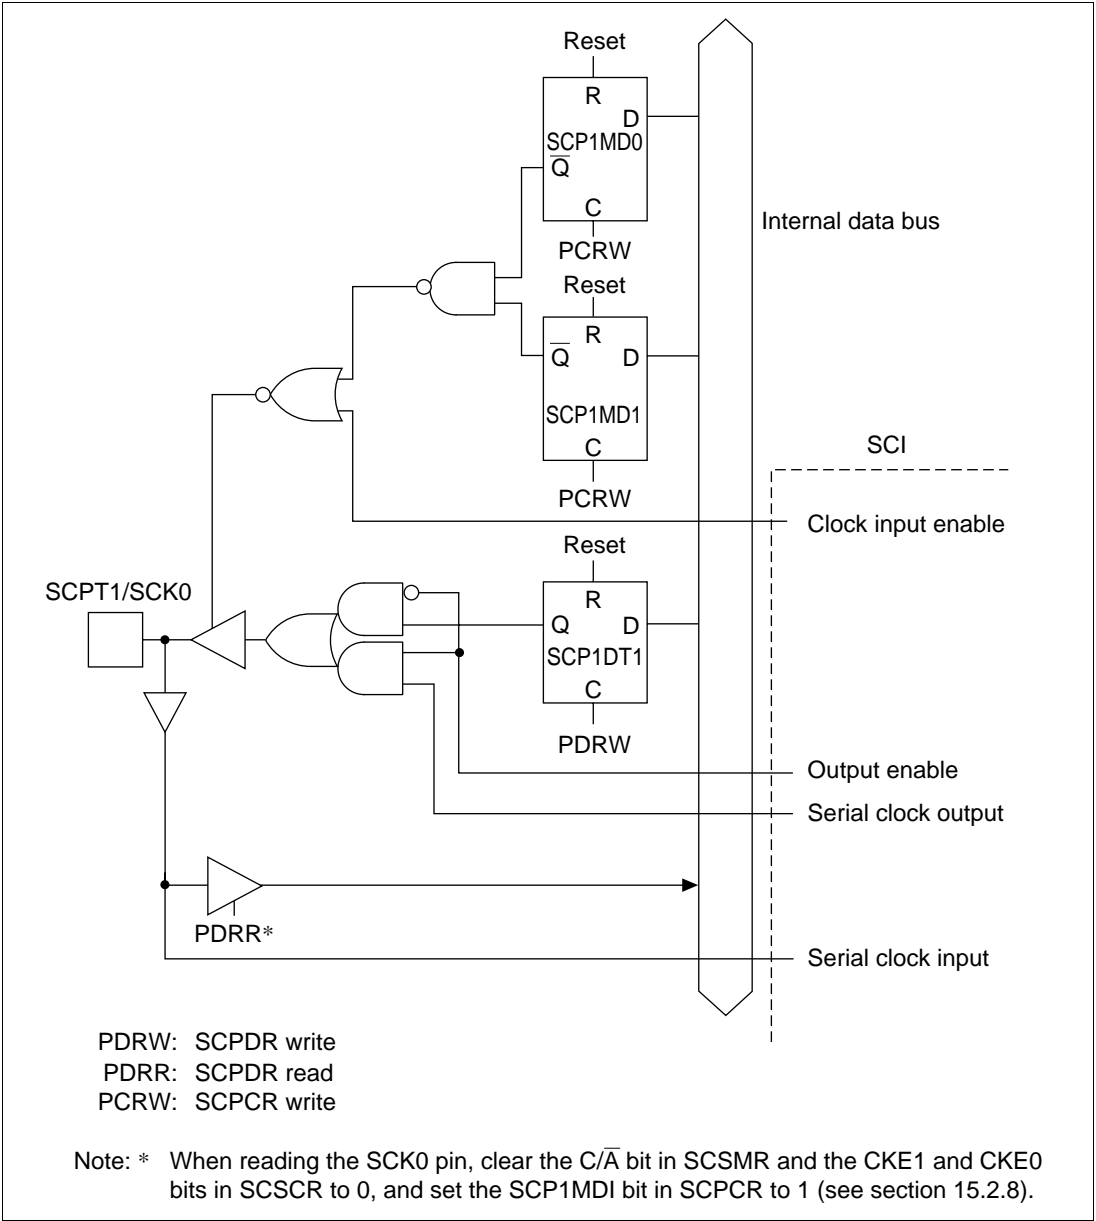 Reset
R
D
SCP1MD0
Q̅
C
PCRW
Internal data bus
Reset
R
Q̅ D
SCP1MD1
C
PCRW
SCI
Clock input enable
Reset
SCPT1/SCK0
R
Q D
SCP1DT1
C
PDRW
Output enable
Serial clock output
PDRR*
Serial clock input
PDRW: SCPDR write
PDRR: SCPDR read
PCRW: SCPCR write
Note: * When reading the SCK0 pin, clear the C/A̅ bit in SCSMR and the CKE1 and CKE0
bits in SCSCR to 0, and set the SCP1MDI bit in SCPCR to 1 (see section 15.2.8).